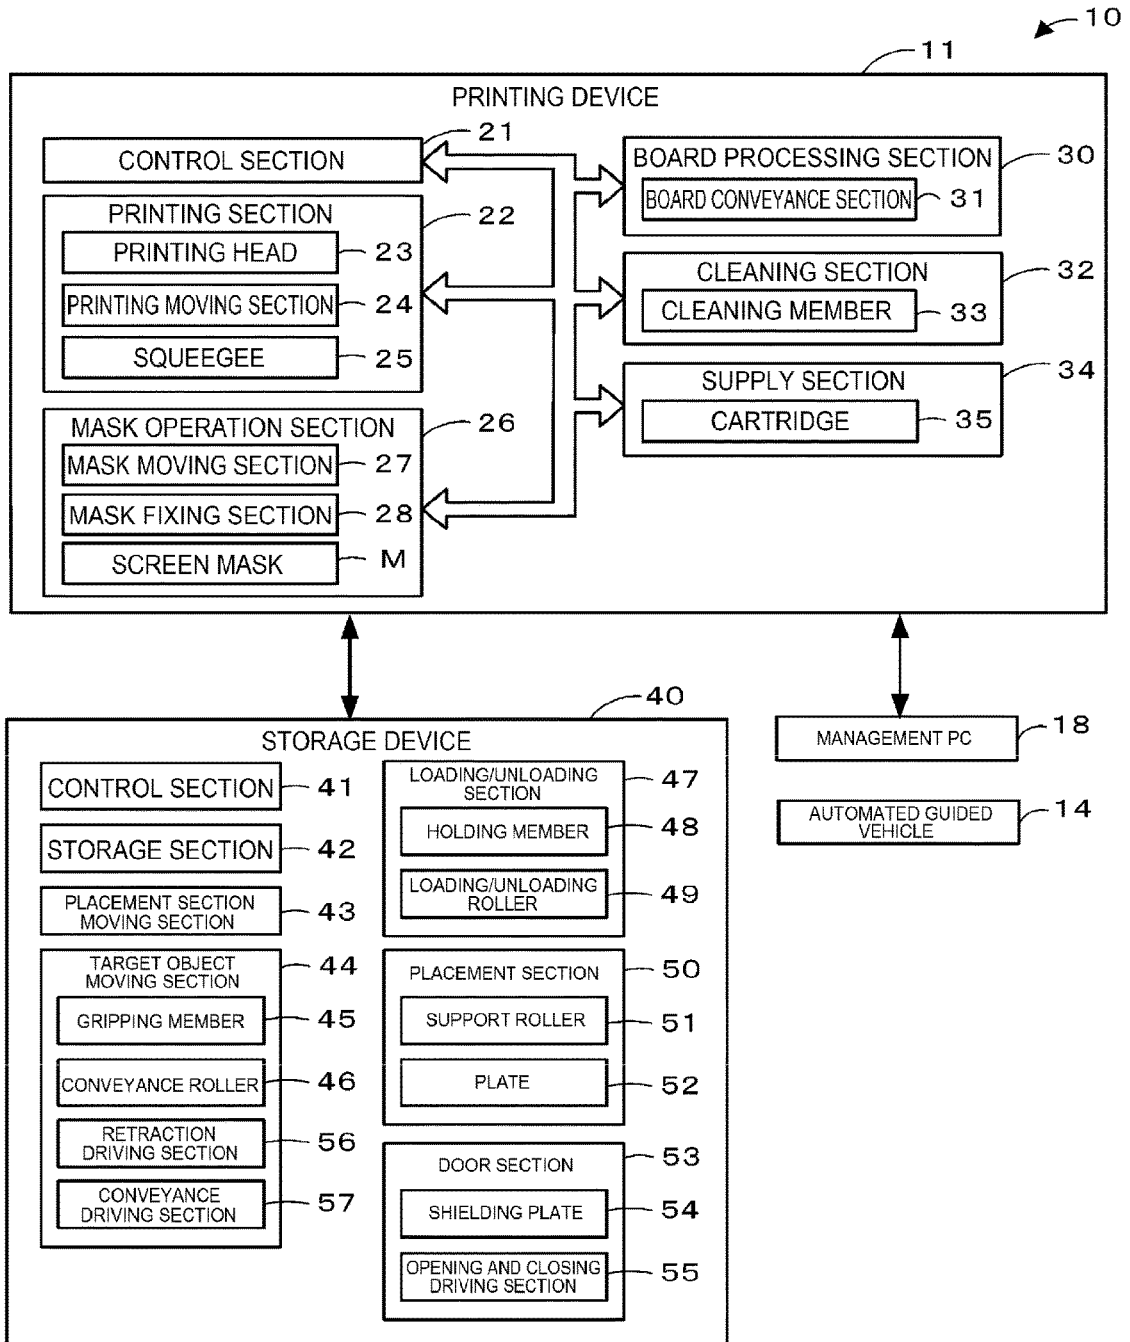 10
11
PRINTING DEVICE
21
CONTROL SECTION
PRINTING SECTION
22
PRINTING HEAD
23
PRINTING MOVING SECTION
24
SQUEEGEE
25
MASK OPERATION SECTION
26
MASK MOVING SECTION
27
MASK FIXING SECTION
28
SCREEN MASK
M
BOARD PROCESSING SECTION
30
BOARD CONVEYANCE SECTION
31
CLEANING SECTION
32
CLEANING MEMBER
33
SUPPLY SECTION
34
CARTRIDGE
35
40
STORAGE DEVICE
CONTROL SECTION
41
STORAGE SECTION
42
PLACEMENT SECTION
MOVING SECTION
43
TARGET OBJECT
MOVING SECTION
44
GRIPPING MEMBER
45
CONVEYANCE ROLLER
46
RETRACTION
DRIVING SECTION
56
CONVEYANCE
DRIVING SECTION
57
LOADING/UNLOADING
SECTION
47
HOLDING MEMBER
48
LOADING/UNLOADING
ROLLER
49
PLACEMENT SECTION
50
SUPPORT ROLLER
51
PLATE
52
DOOR SECTION
53
SHIELDING PLATE
54
OPENING AND CLOSING
DRIVING SECTION
55
MANAGEMENT PC
18
AUTOMATED GUIDED
VEHICLE
14